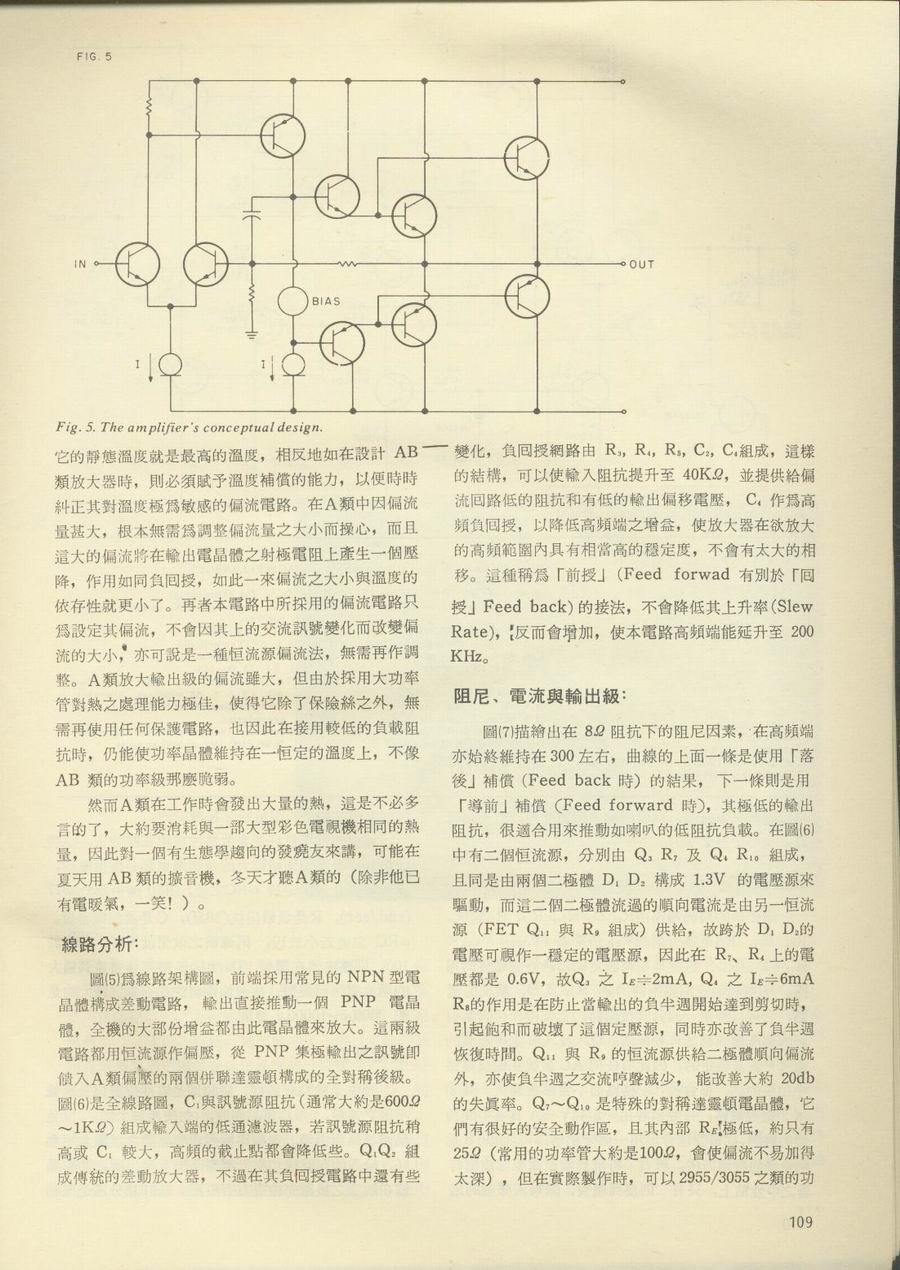 FIG. 5
IN
OUT
BIAS
I
I
Fig. 5. The amplifier's conceptual design.
它的靜態溫度就是最高的溫度，相反地如在設計 AB
類放大器時，則必須賦予溫度補償的能力，以便時時
糾正其對溫度極爲敏感的偏流電路。在A類中因偏流
量甚大，根本無需爲調整偏流量之大小而操心，而且
這大的偏流將在輸出電晶體之射極電阻上產生一個壓
降，作用如同負囘授，如此一來偏流之大小與溫度的
依存性就更小了。再者本電路中所採用的偏流電路只
爲設定其偏流，不會因其上的交流訊號變化而改變偏
流的大小，亦可說是一種恒流源偏流法，無需再作調
整。A類放大輸出級的偏流雖大，但由於採用大功率
管對熱之處理能力極佳，使得它除了保險絲之外，無
需再使用任何保護電路，也因此在接用較低的負載阻
抗時，仍能使功率晶體維持在一恒定的溫度上，不像
AB 類的功率級那麽脆弱。
然而A類在工作時會發出大量的熱，這是不必多
言的了，大約要消耗與一部大型彩色電視機相同的熱
量，因此對一個有生態學趨向的發燒友來講，可能在
夏天用 AB 類的擴音機，冬天才聽A類的（除非他已
有電暖氣，一笑！）。
線路分析：
圖(5)爲線路架構圖，前端採用常見的 NPN 型電
晶體構成差動電路，輸出直接推動一個 PNP 電晶
體，全機的大部份增益都由此電晶體來放大。這兩級
電路都用恒流源作偏壓，從 PNP 集極輸出之訊號卽
饋入A類偏壓的兩個併聯達靈頓構成的全對稱後級。
圖(6)是全線路圖，C₁與訊號源阻抗（通常大約是600Ω
～1KΩ）組成輸入端的低通濾波器，若訊號源阻抗稍
高或 C₁ 較大，高頻的截止點都會降低些。Q₁Q₂ 組
成傳統的差動放大器，不過在其負囘授電路中還有些
變化，負囘授網路由 R₃, R₄, R₅, C₂, C₄組成，這樣
的結構，可以使輸入阻抗提升至 40KΩ，並提供給偏
流囘路低的阻抗和有低的輸出偏移電壓， C₄ 作爲高
頻負囘授，以降低高頻端之增益，使放大器在欲放大
的高頻範圍內具有相當高的穩定度，不會有太大的相
移。這種稱爲「前授」（Feed forwad 有別於「囘
授」Feed back）的接法，不會降低其上升率(Slew
Rate)，反而會增加，使本電路高頻端能延升至 200
KHz。
阻尼、電流與輸出級：
圖(7)描繪出在 8Ω 阻抗下的阻尼因素，在高頻端
亦始終維持在 300 左右，曲線的上面一條是使用「落
後」補償（Feed back 時）的結果，下一條則是用
「導前」補償（Feed forward 時），其極低的輸出
阻抗，很適合用來推動如喇叭的低阻抗負載。在圖(6)
中有二個恒流源，分別由 Q₃ R₇ 及 Q₄ R₁₀ 組成，
且同是由兩個二極體 D₁ D₂ 構成 1.3V 的電壓源來
驅動，而這二個二極體流過的順向電流是由另一恒流
源（FET Q₁₁ 與 R₉ 組成）供給，故跨於 D₁ D₂的
電壓可視作一穩定的電壓源，因此在 R₇、R₄ 上的電
壓都是 0.6V，故Q₃ 之 I_E≒2mA, Q₄ 之 I_E≒6mA
R₈的作用是在防止當輸出的負半週開始達到剪切時，
引起飽和而破壞了這個定壓源，同時亦改善了負半週
恢復時間。Q₁₁ 與 R₉ 的恒流源供給二極體順向偏流
外，亦使負半週之交流哼聲減少，能改善大約 20db
的失眞率。Q₇～Q₁₀ 是特殊的對稱達靈頓電晶體，它
們有很好的安全動作區，且其內部 R_E極低，約只有
25Ω（常用的功率管大約是100Ω，會使偏流不易加得
太深），但在實際製作時，可以 2955/3055 之類的功
109